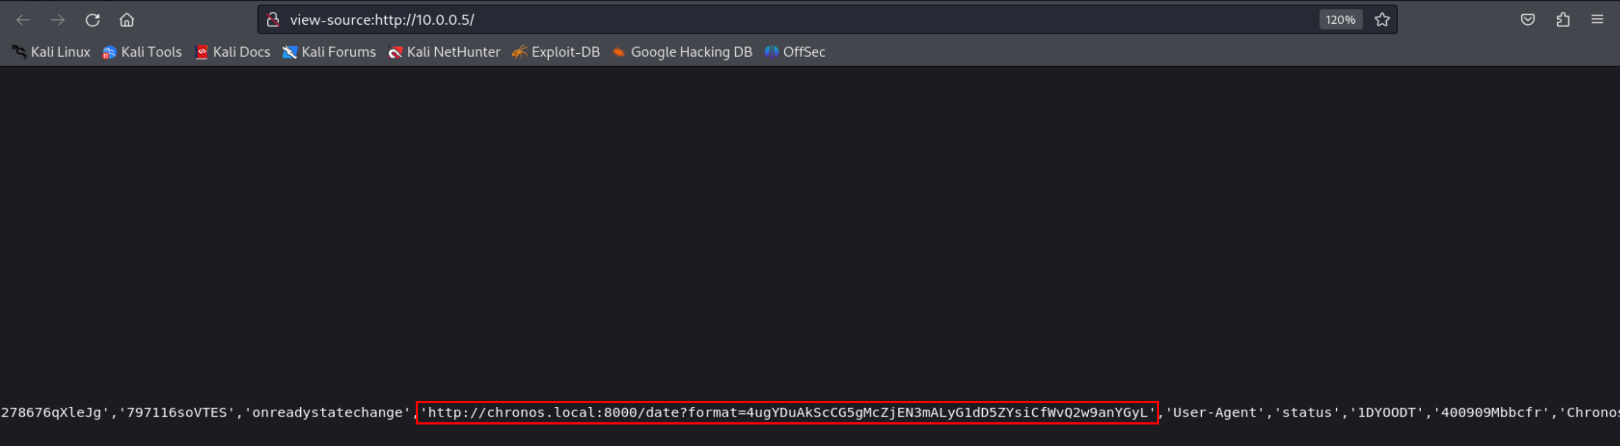 view-source:http://10.0.0.5/
120%
Kali Linux Kali Tools Kali Docs Kali Forums Kali NetHunter Exploit-DB Google Hacking DB OffSec
278676qXleJg','797116soVTES','onreadystatechange','http://chronos.local:8000/date?format=4ugYDuAkScCG5gMcZjEN3mALyG1dD5ZYsiCfWvQ2w9anYGyL','User-Agent','status','1DYOODT','400909Mbbcfr','Chronos